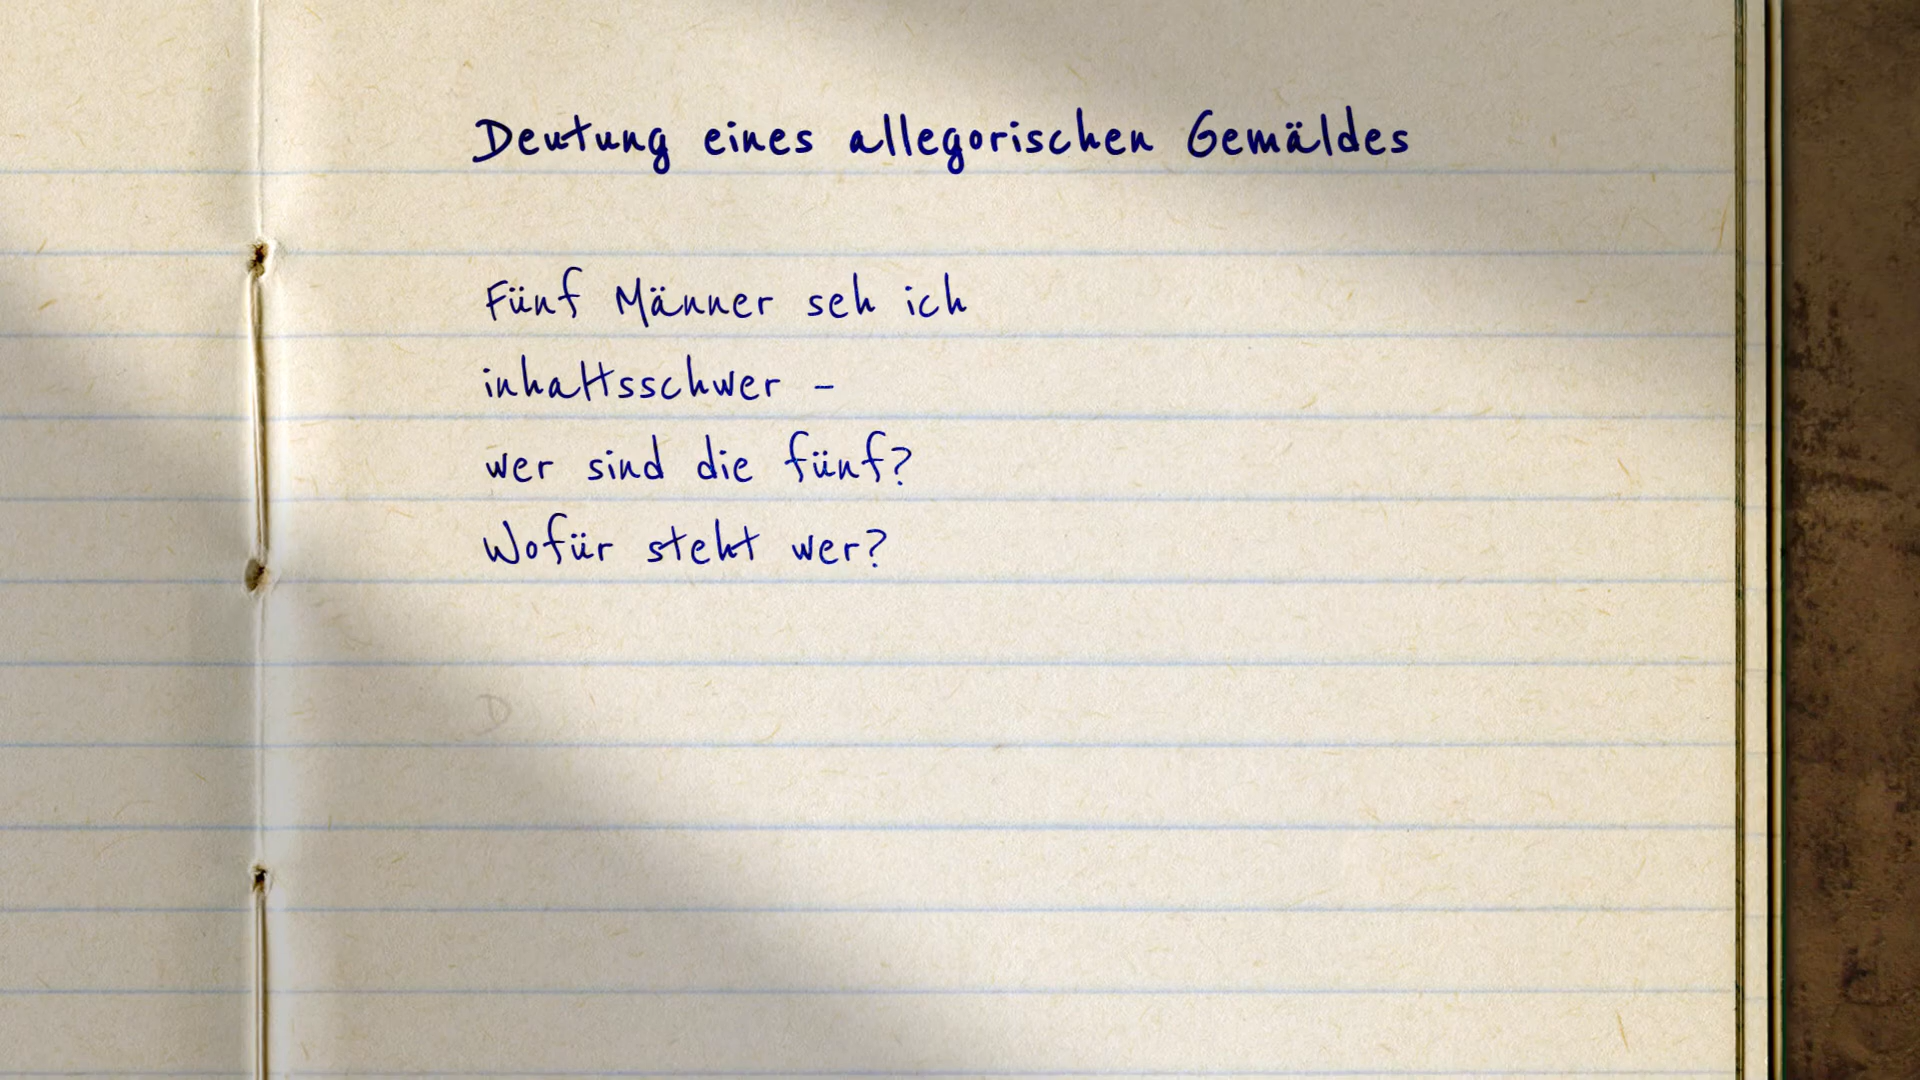 Deutung eines allegorischen Gemäldes
Fünf Männer seh ich
inhaltsschwer –
wer sind die fünf?
Wofür steht wer?
D